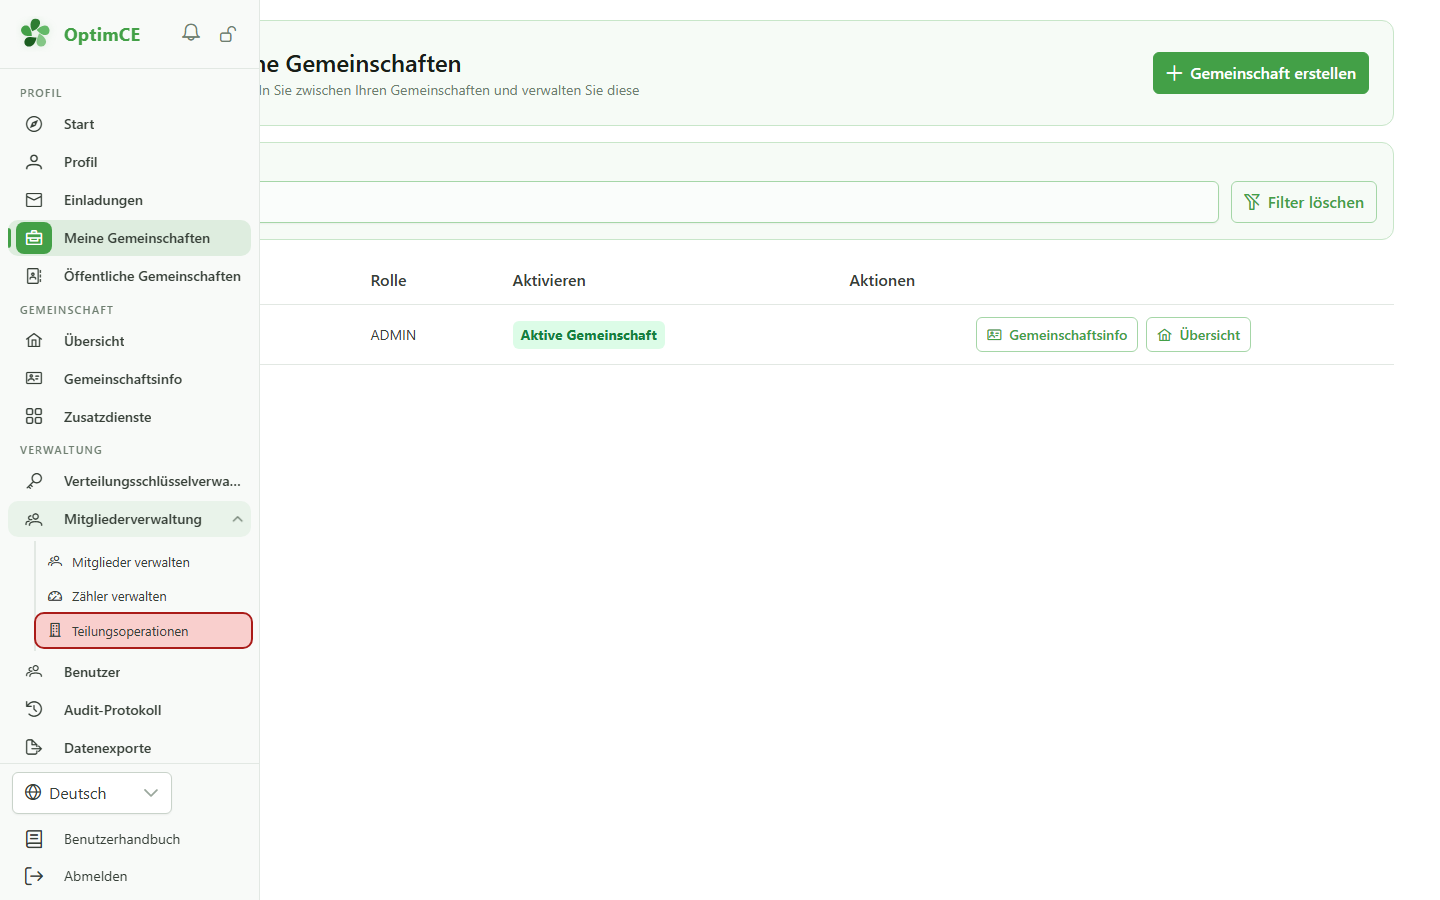 OptimCE
PROFIL
Start
Profil
Einladungen
Meine Gemeinschaften
Öffentliche Gemeinschaften
GEMEINSCHAFT
Übersicht
Gemeinschaftsinfo
Zusatzdienste
VERWALTUNG
Verteilungsschlüsselverwa...
Mitgliederverwaltung
Mitglieder verwalten
Zähler verwalten
Teilungsoperationen
Benutzer
Audit-Protokoll
Datenexporte
Deutsch
Benutzerhandbuch
Abmelden
ne Gemeinschaften
ln Sie zwischen Ihren Gemeinschaften und verwalten Sie diese
Gemeinschaft erstellen
Filter löschen
Rolle Aktivieren Aktionen
ADMIN Aktive Gemeinschaft Gemeinschaftsinfo Übersicht